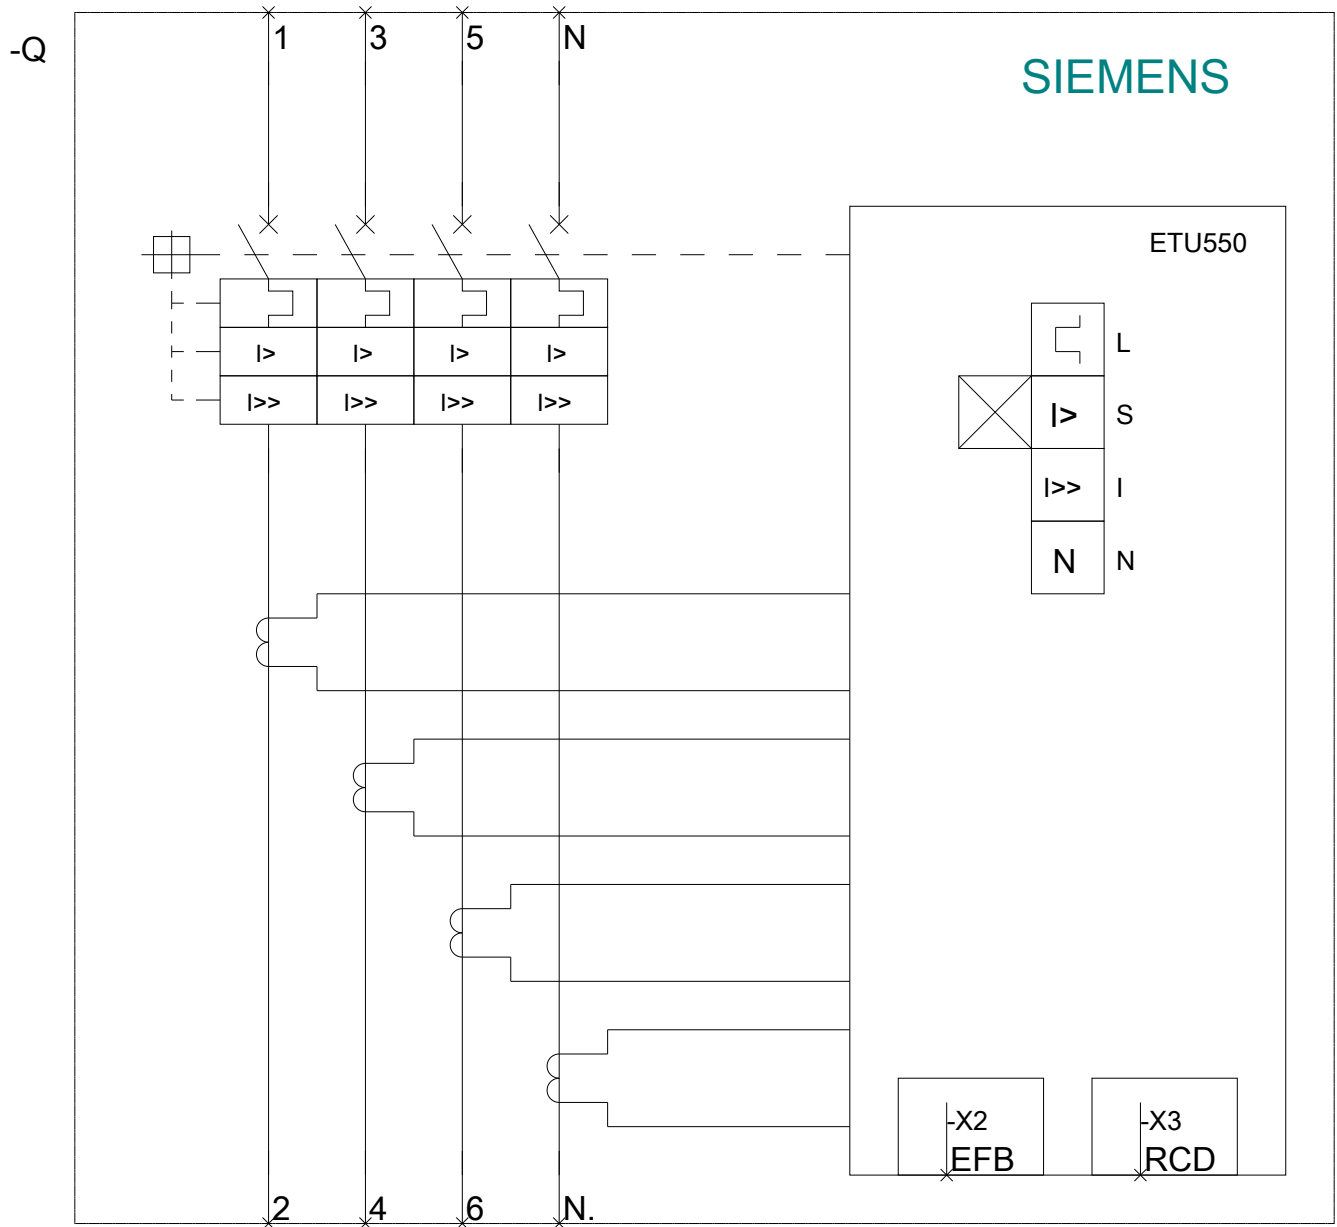 1 3 5 N
-Q
SIEMENS
ETU550
L
I> I> I> I>
I> S
I>> I>> I>> I>>
I>> I
N N
-X2 -X3
EFB RCD
2 4 6 N.